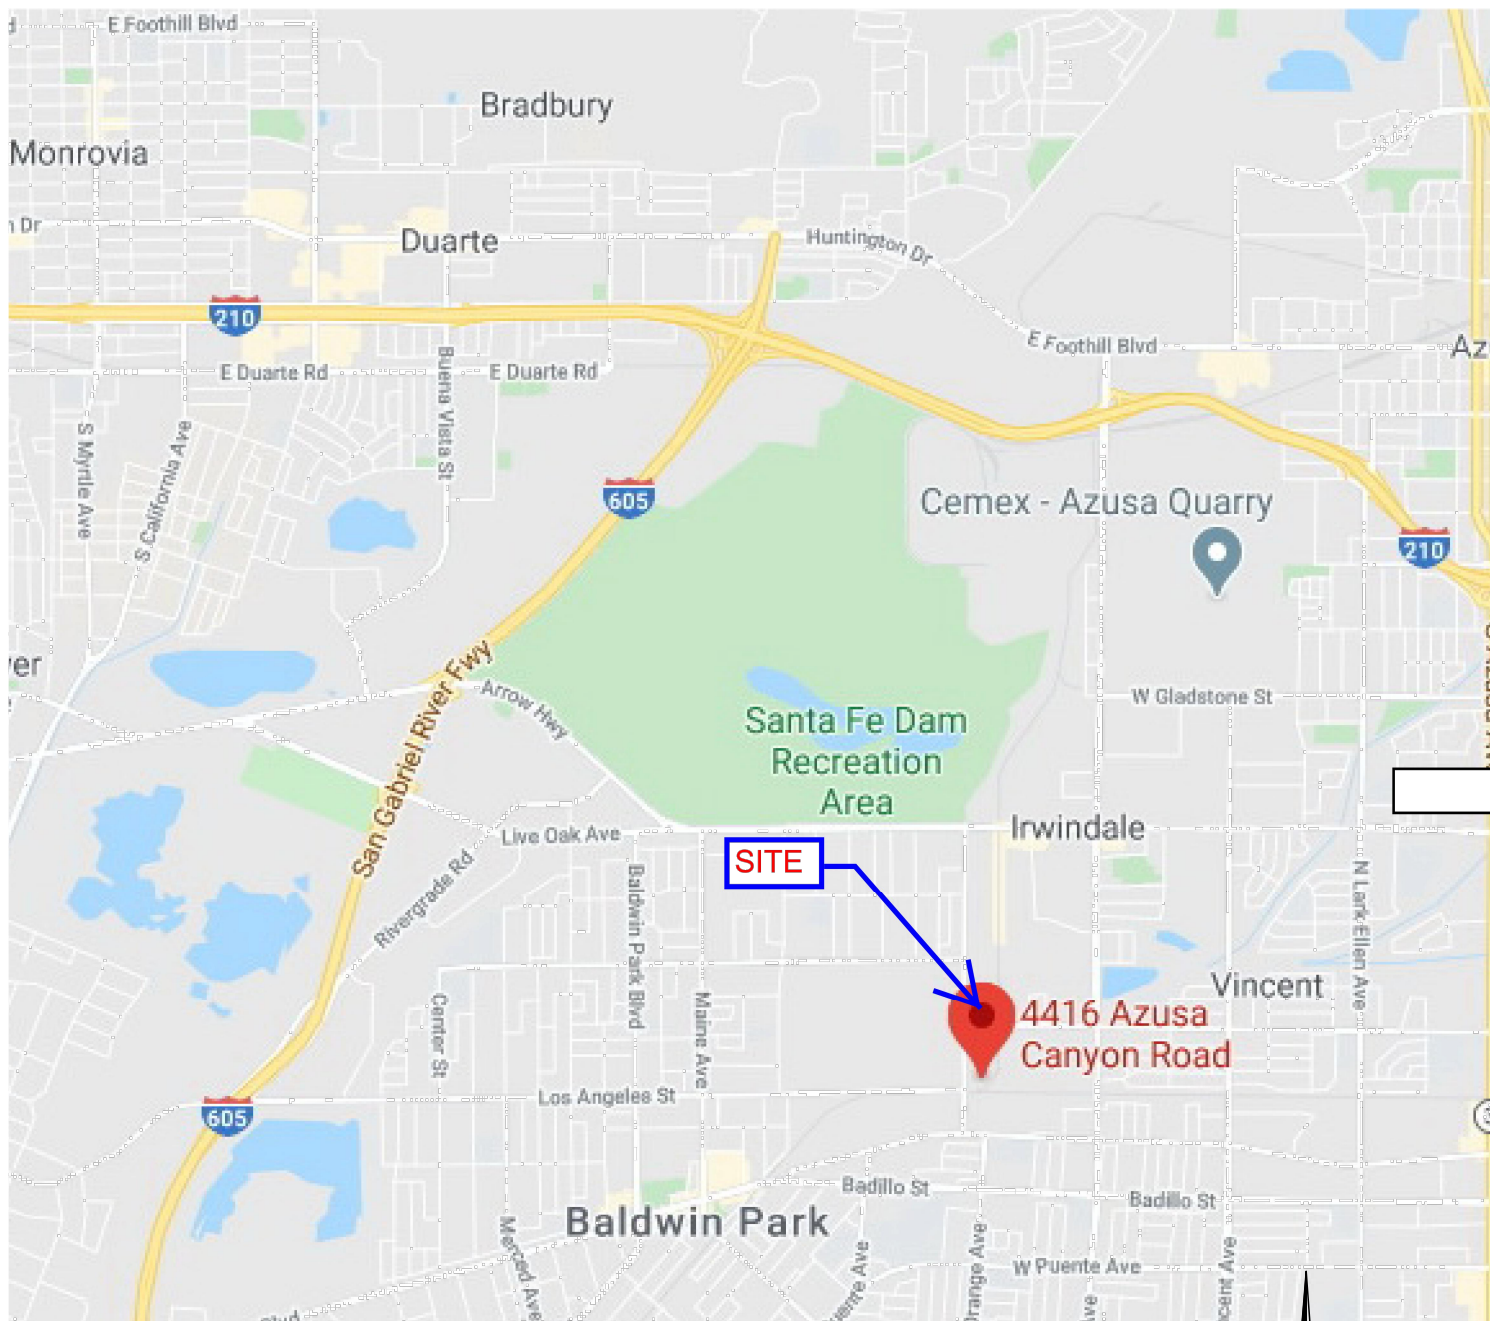 E Foothill Blvd
Bradbury
Monrovia
Dr
Duarte
Huntington Dr
210
E Foothill Blvd
E Duarte Rd
E Duarte Rd
Buena Vista St
S Myrtle Ave
S California Ave
605
Cemex - Azusa Quarry
210
San Gabriel River Fwy
Arrow Hwy
W Gladstone St
Santa Fe Dam
Recreation
Area
Live Oak Ave
Irwindale
SITE
Rivergrade Rd
Baldwin Park Blvd
N Lark Ellen Ave
Vincent
Center St
Maine Ave
4416 Azusa
Canyon Road
Los Angeles St
605
Badillo St
Badillo St
Baldwin Park
Merced Ave
W Puente Ave